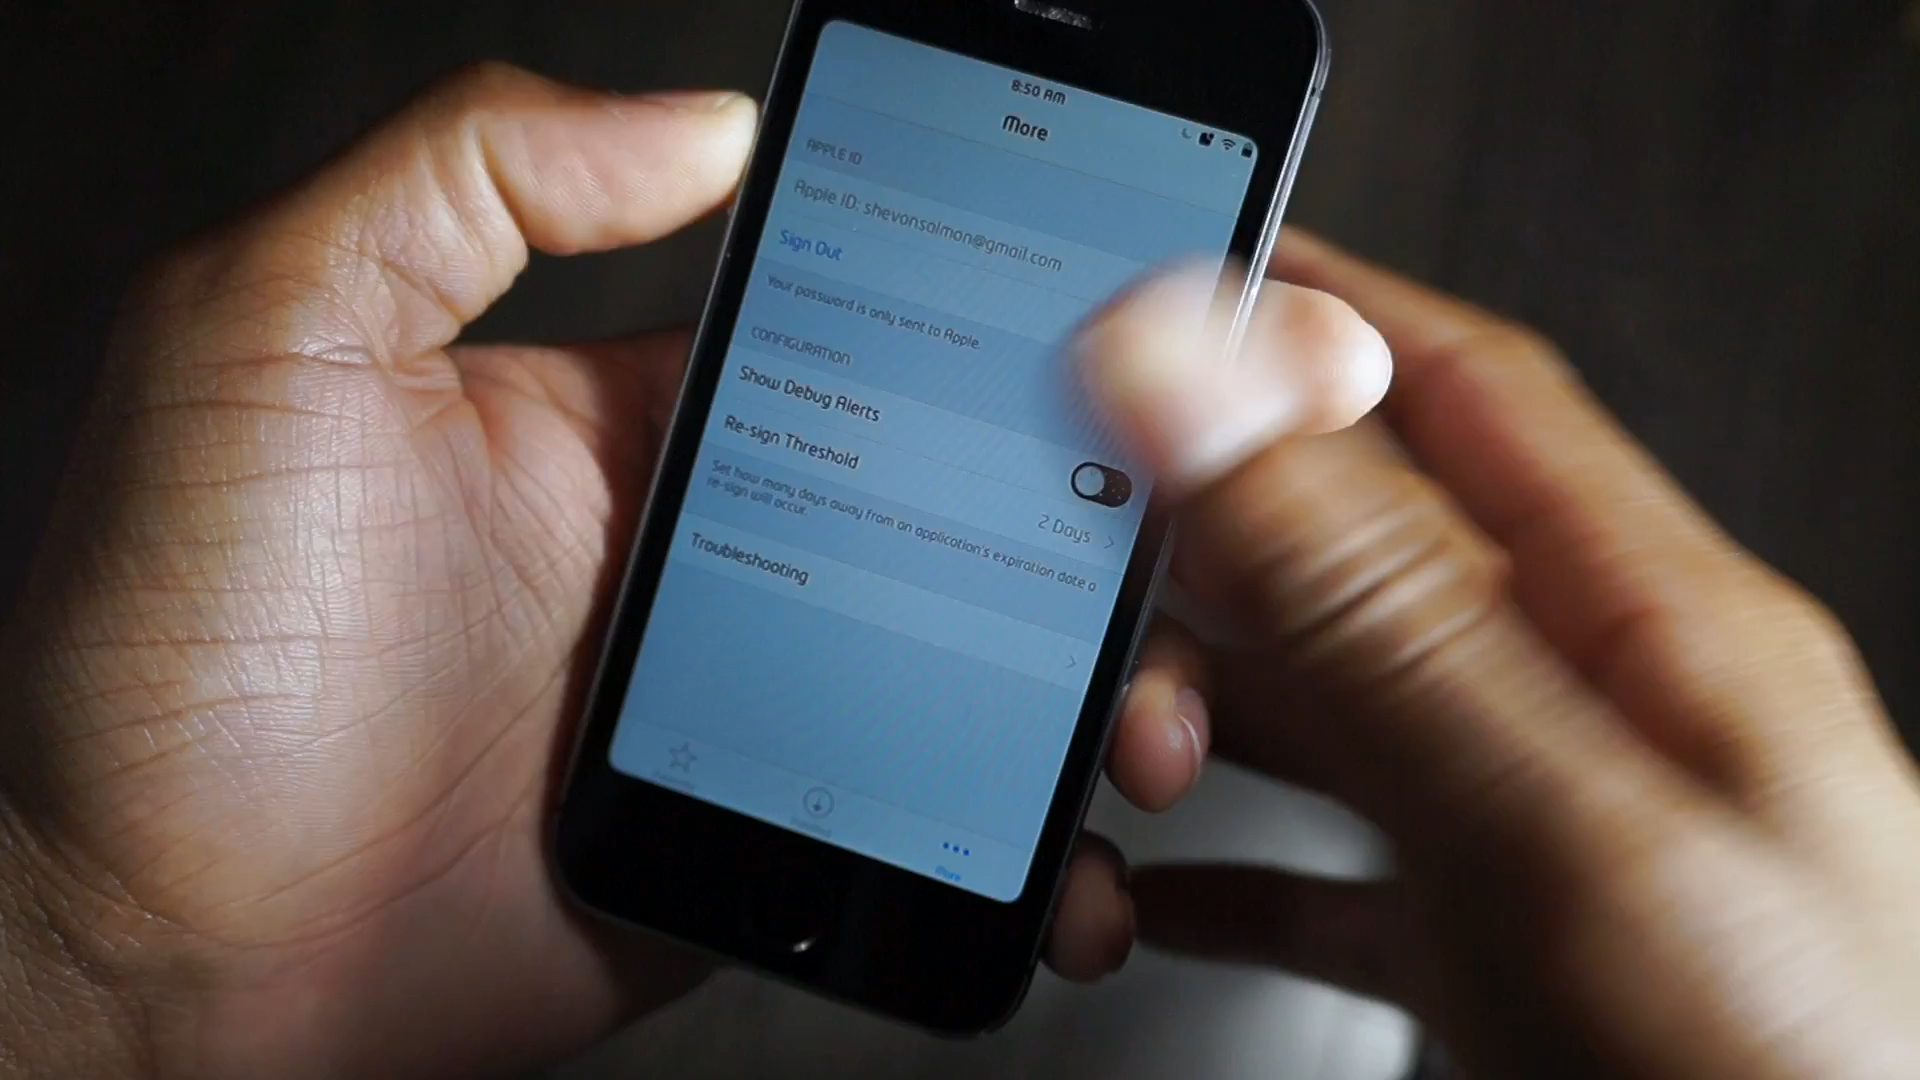 8:50 AM
More
APPLE ID
Apple ID: shevonsalmon@gmail.com
Sign Out
Your password is only sent to Apple.
CONFIGURATION
Show Debug Alerts
Re-sign Threshold
2 Days
Set how many days away from an application's expiration date a
re-sign will occur.
Troubleshooting
More